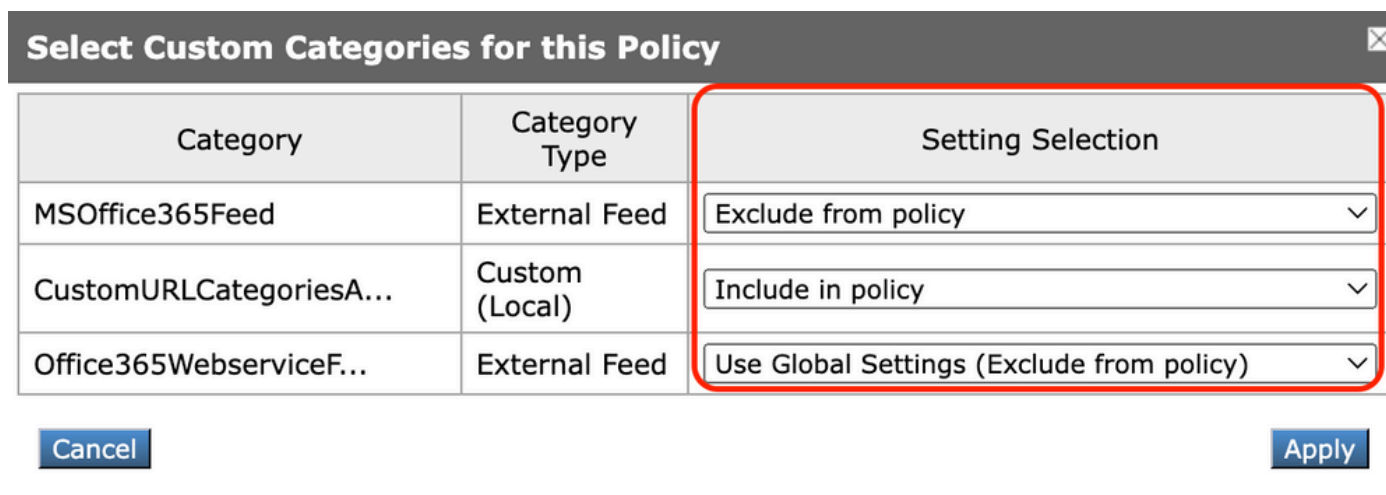 Select Custom Categories for this Policy
Category
Category
Type
Setting Selection
MSOffice365Feed
External Feed
Exclude from policy
CustomURLCategoriesA...
Custom
(Local)
Include in policy
Office365WebserviceF...
External Feed
Use Global Settings (Exclude from policy)
Cancel
Apply